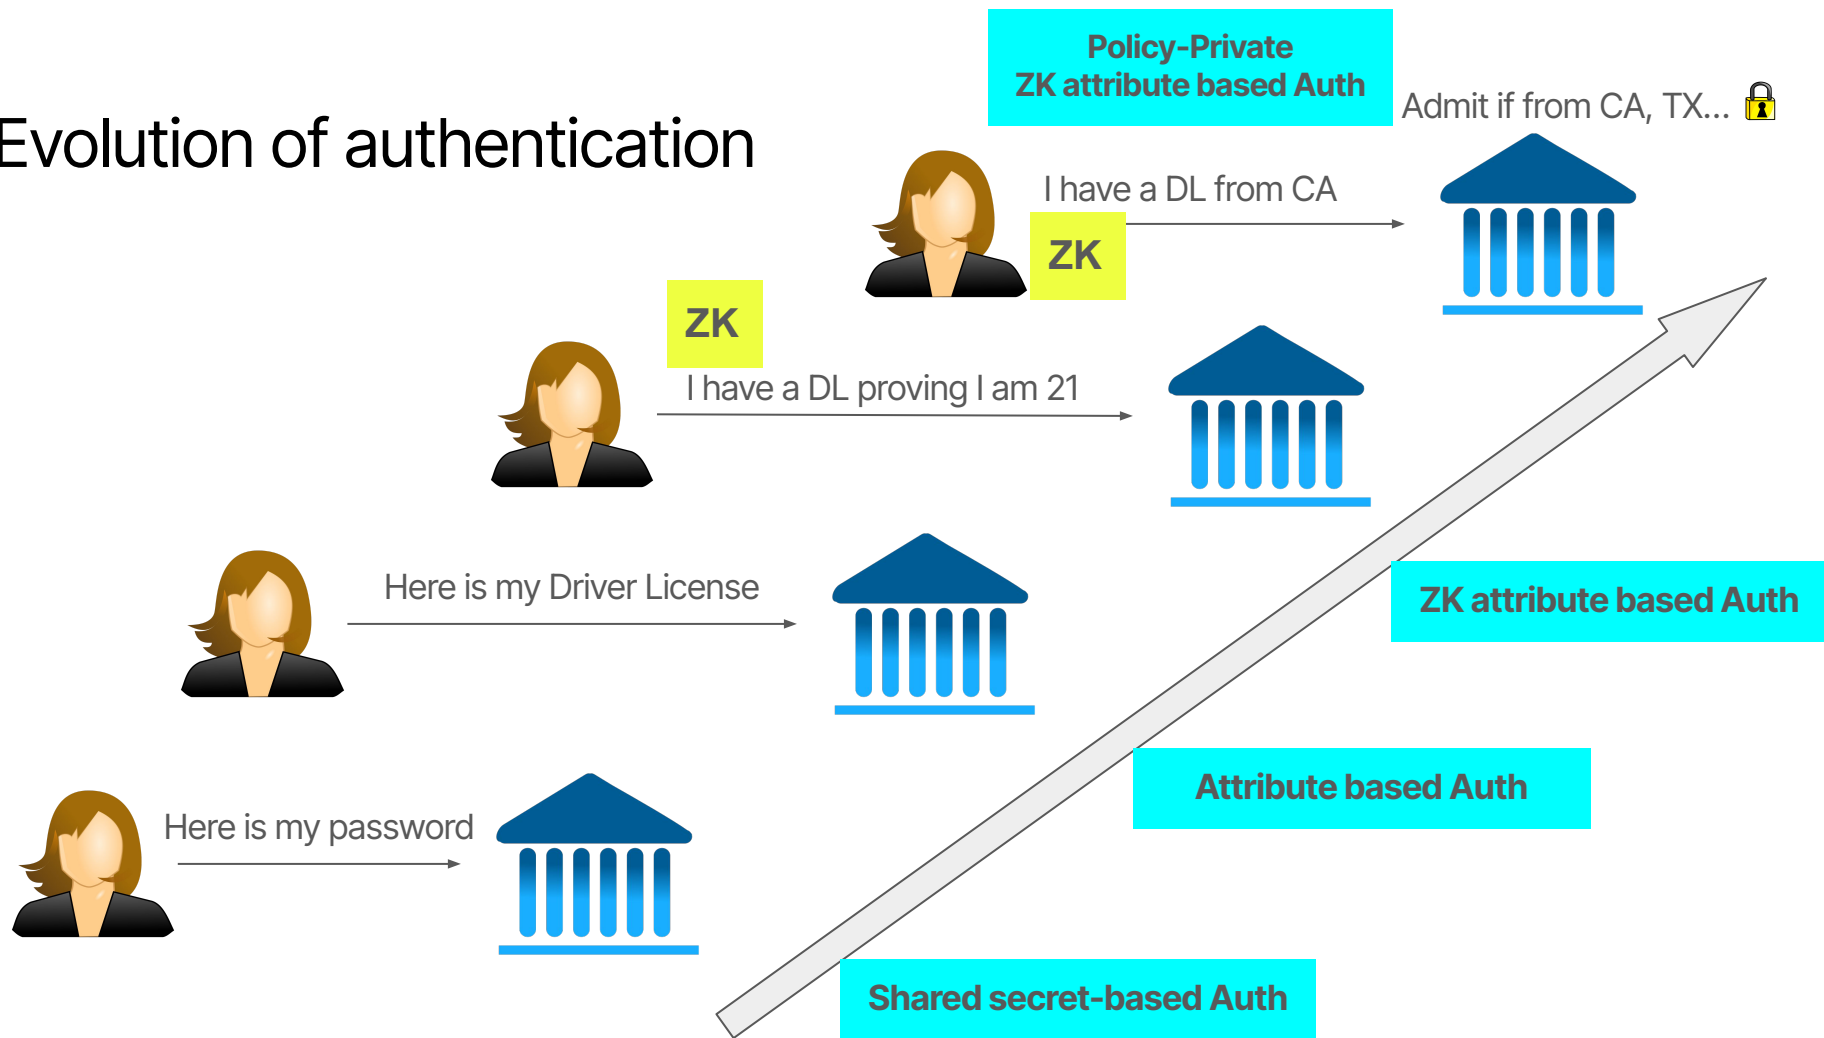 Policy-Private
ZK attribute based Auth
Admit if from CA, TX...
Evolution of authentication
I have a DL from CA
ZK
ZK
I have a DL proving I am 21
Here is my Driver License
ZK attribute based Auth
Attribute based Auth
Here is my password
Shared secret-based Auth